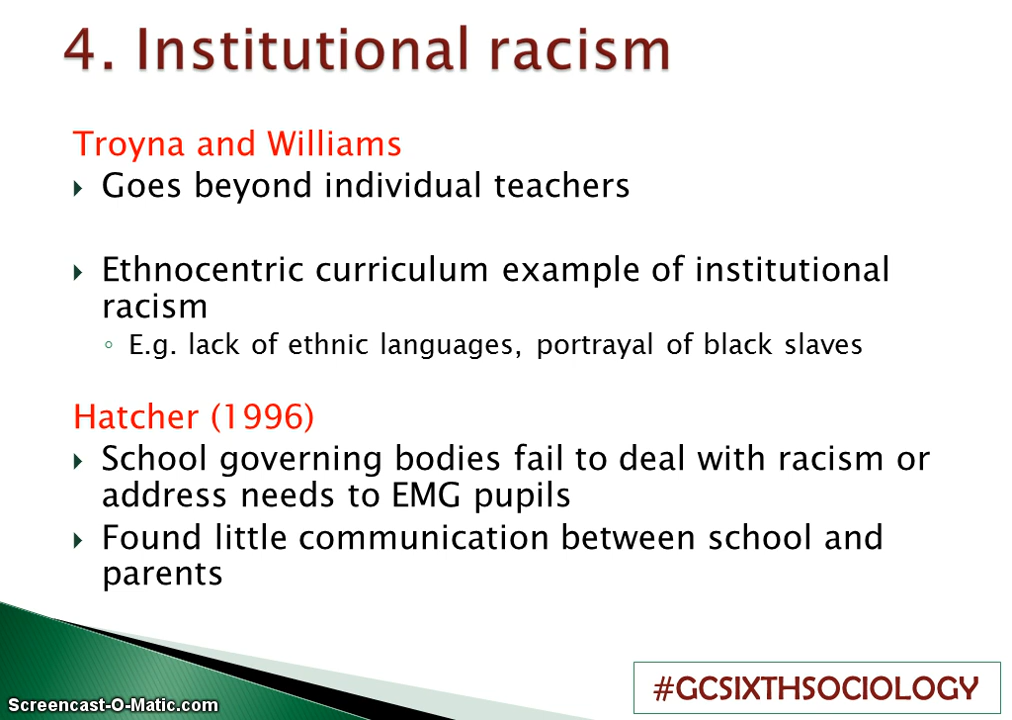 4. Institutional racism
Troyna and Williams
Goes beyond individual teachers
Ethnocentric curriculum example of institutional
racism
E.g. lack of ethnic languages, portrayal of black slaves
Hatcher (1996)
School governing bodies fail to deal with racism or
address needs to EMG pupils
Found little communication between school and
parents
#GCSIXTHSOCIOLOGY
Screencast-O-Matic.com